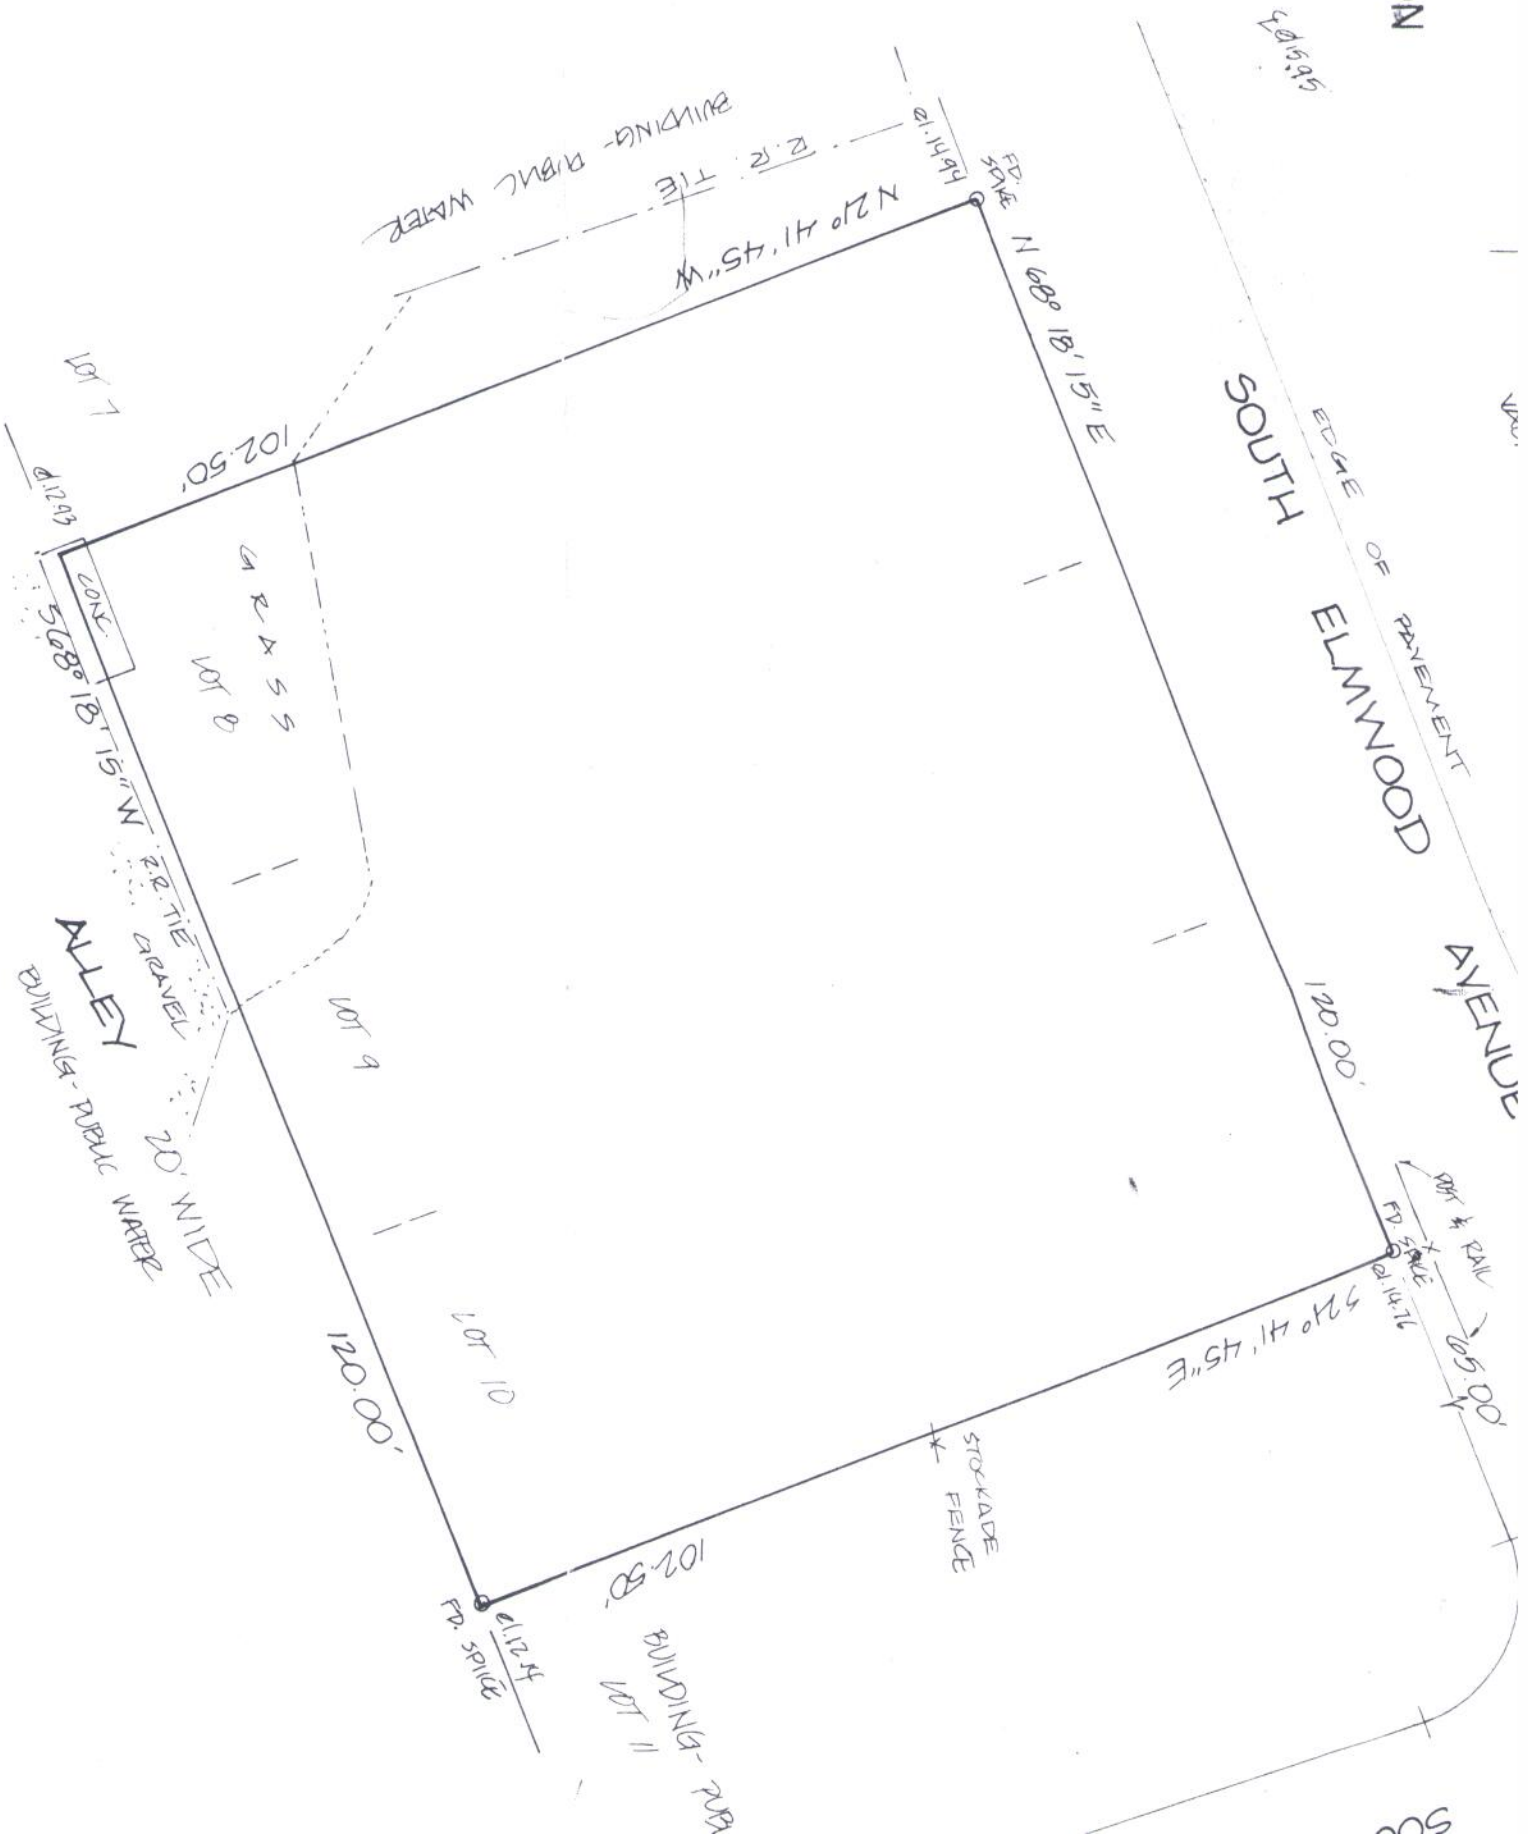 N
el.15.95
BUILDING - PUBLIC WATER
R.R. TIE
el.14.94
FD. SPIKE
N 21° 41' 45" W
N 68° 18' 15" E
SOUTH ELMWOOD AVENUE
EDGE OF PAVEMENT
LOT 7
102.50'
el.12.93
CONC.
GRASS
LOT 8
S 68° 18' 15" W
R.R. TIE
GRAVEL
ALLEY
20' WIDE
BUILDING - PUBLIC WATER
LOT 9
120.00'
POST & RAIL
FD. SPIKE
el.14.76
65.00'
S 21° 41' 45" E
LOT 10
120.00'
STOCKADE
FENCE
102.50'
FD. SPIKE
BUILDING - PUB
LOT 11